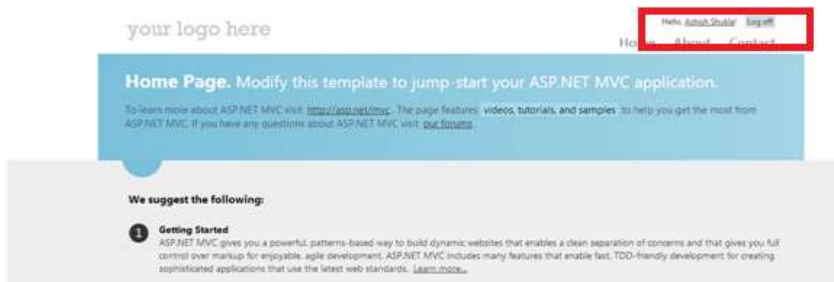 Hello, Ashish Shukla! Log off
your logo here
Home About Contact
Home Page. Modify this template to jump-start your ASP.NET MVC application.
To learn more about ASP.NET MVC visit http://asp.net/mvc. The page features videos, tutorials, and samples to help you get the most from
ASP.NET MVC. If you have any questions about ASP.NET MVC visit our forums.
We suggest the following:
1 Getting Started
ASP.NET MVC gives you a powerful, patterns-based way to build dynamic websites that enables a clean separation of concerns and that gives you full
control over markup for enjoyable, agile development. ASP.NET MVC includes many features that enable fast, TDD-friendly development for creating
sophisticated applications that use the latest web standards. Learn more...